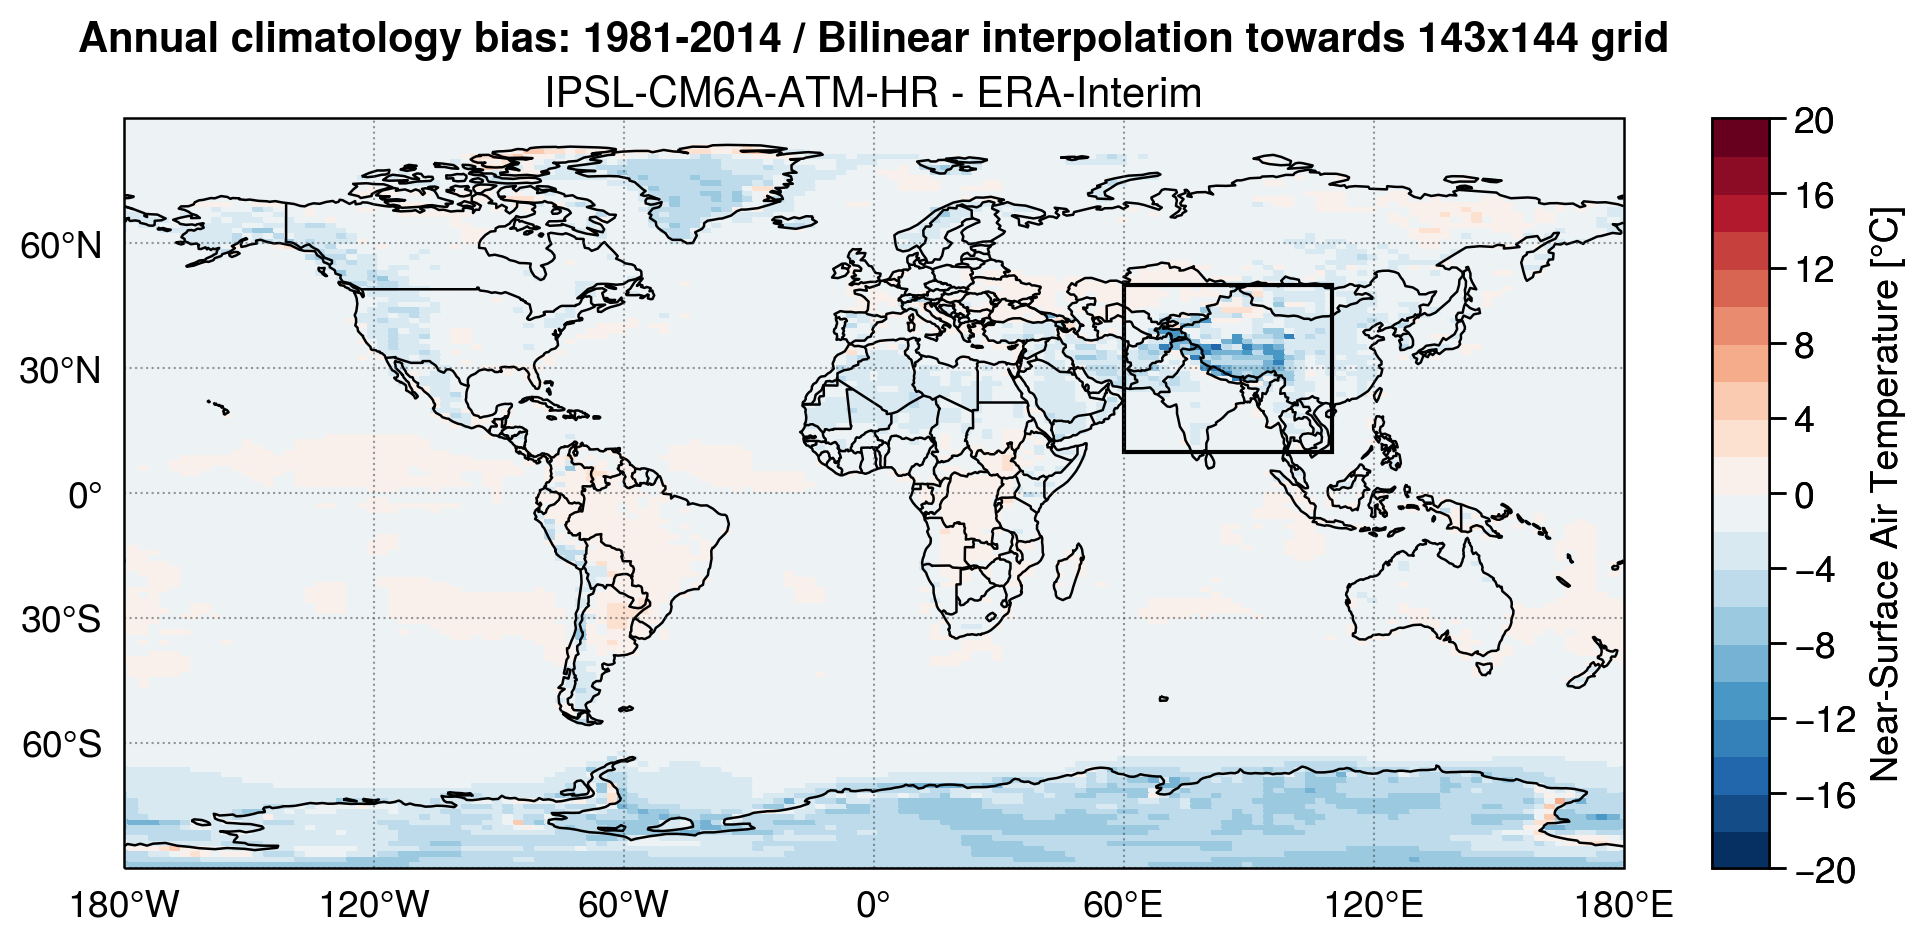 Annual climatology bias: 1981-2014 / Bilinear interpolation towards 143x144 grid
IPSL-CM6A-ATM-HR - ERA-Interim
60°N
30°N
0°
30°S
60°S
180°W
120°W
60°W
0°
60°E
120°E
180°E
20
16
12
8
4
0
−4
−8
−12
−16
−20
Near-Surface Air Temperature [°C]